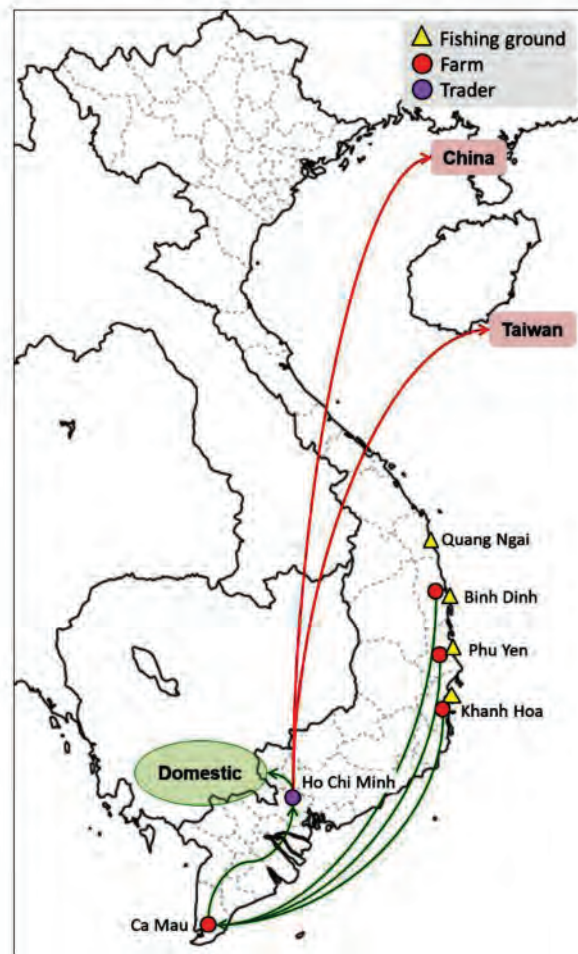 Fishing ground
Farm
Trader
China
Taiwan
Quang Ngai
Binh Dinh
Phu Yen
Khanh Hoa
Domestic
Ho Chi Minh
Ca Mau